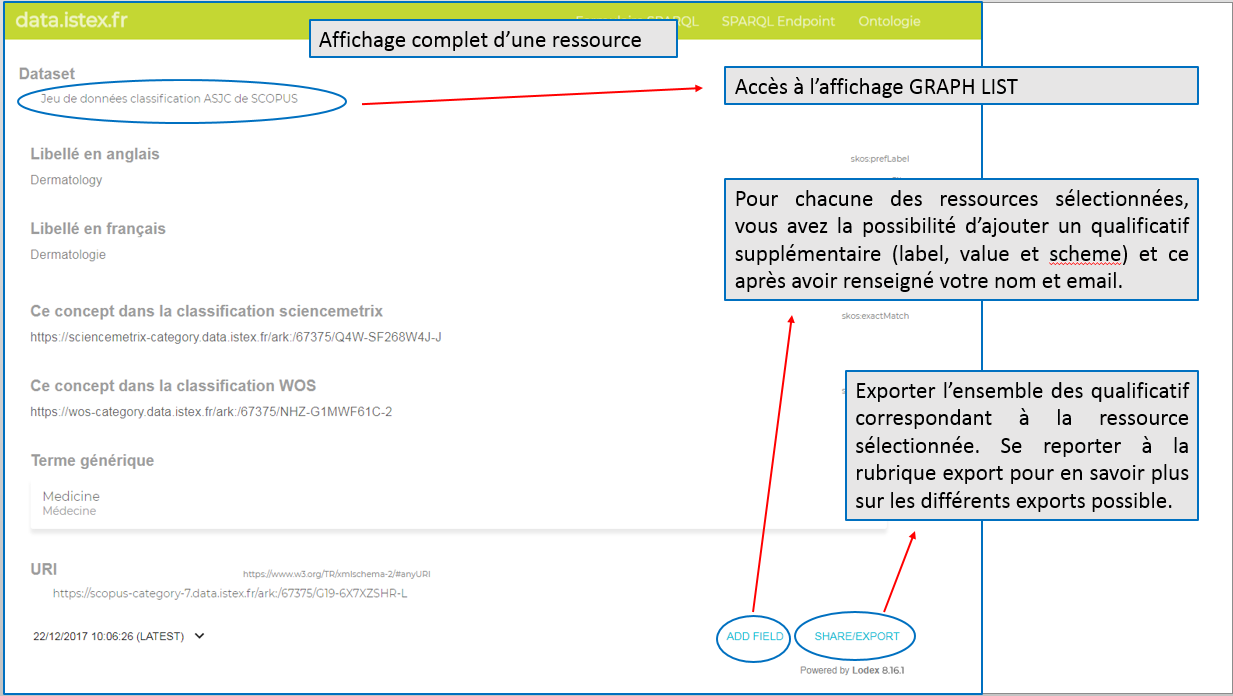 data.istex.fr
SPARQL SPARQL Endpoint Ontologie
Affichage complet d’une ressource
Dataset
Jeu de données classification ASJC de SCOPUS
Accès à l’affichage GRAPH LIST
Libellé en anglais
skos:prefLabel
Dermatology
Pour chacune des ressources sélectionnées,
vous avez la possibilité d’ajouter un qualificatif
supplémentaire (label, value et scheme) et ce
après avoir renseigné votre nom et email.
Libellé en français
Dermatologie
Ce concept dans la classification sciencemetrix
skos:exactMatch
https://sciencemetrix-category.data.istex.fr/ark:/67375/Q4W-SF268W4J-J
Ce concept dans la classification WOS
https://wos-category.data.istex.fr/ark:/67375/NHZ-G1MWF61C-2
Exporter l’ensemble des qualificatif
correspondant à la ressource
sélectionnée. Se reporter à la
rubrique export pour en savoir plus
sur les différents exports possible.
Terme générique
Medicine
Médecine
URI
https://www.w3.org/TR/xmlschema-2/#anyURI
https://scopus-category-7.data.istex.fr/ark:/67375/G19-6X7XZSHR-L
22/12/2017 10:06:26 (LATEST)
ADD FIELD
SHARE/EXPORT
Powered by Lodex 8.16.1